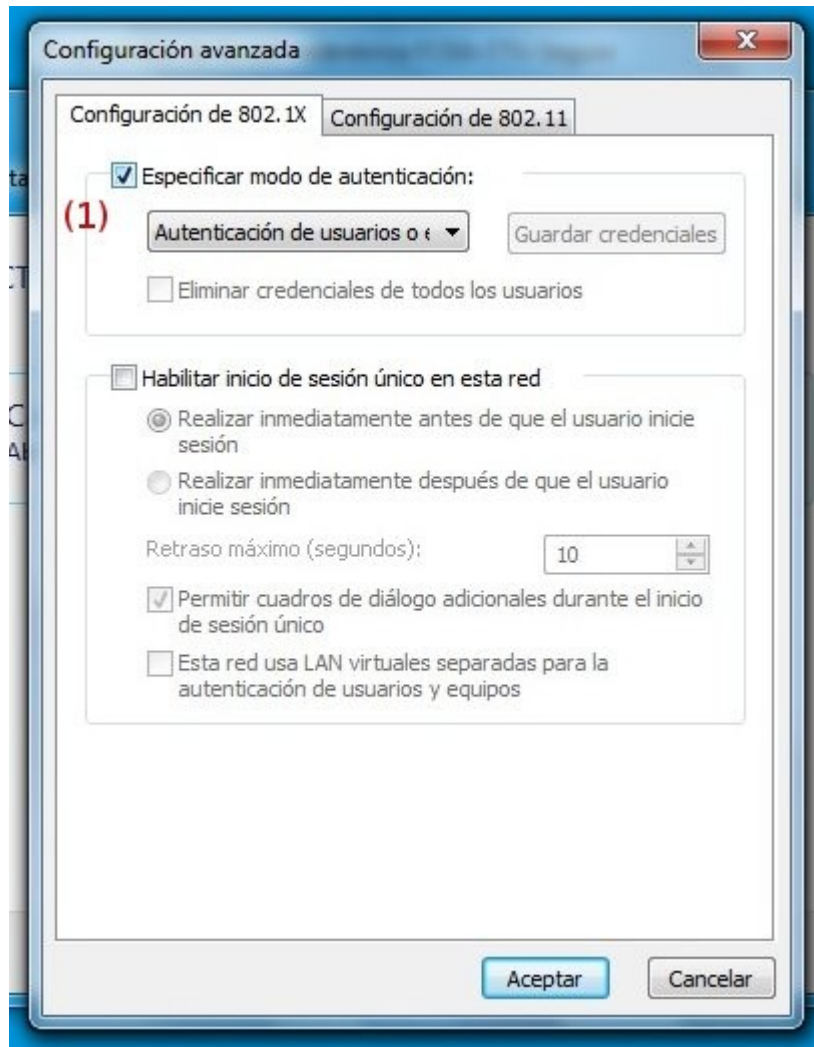 Configuración avanzada
Configuración de 802.1X
Configuración de 802.11
Especificar modo de autenticación:
(1)
Autenticación de usuarios o e
Guardar credenciales
Eliminar credenciales de todos los usuarios
Habilitar inicio de sesión único en esta red
Realizar inmediatamente antes de que el usuario inicie
sesión
Realizar inmediatamente después de que el usuario
inicie sesión
Retraso máximo (segundos):
10
Permitir cuadros de diálogo adicionales durante el inicio
de sesión único
Esta red usa LAN virtuales separadas para la
autenticación de usuarios y equipos
Aceptar
Cancelar